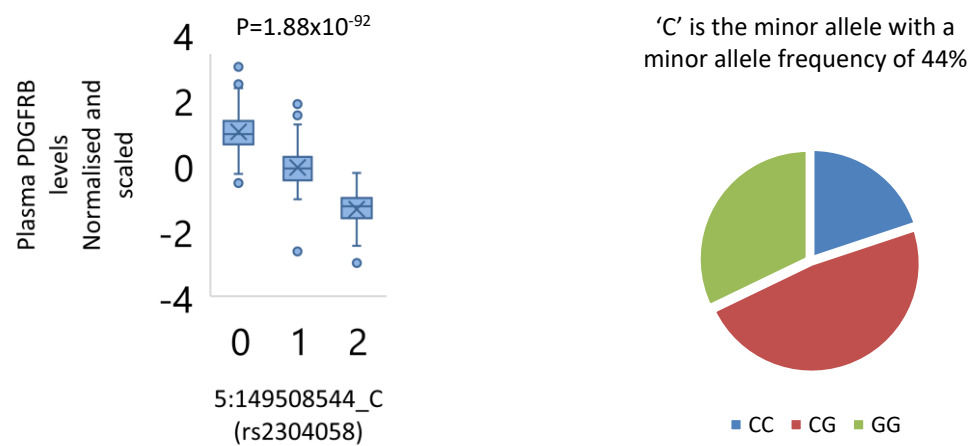 P=1.88x10-92
4
2
0
-2
-4
Plasma PDGFRB
levels
Normalised and
scaled
0 1 2
5:149508544_C
(rs2304058)
‘C’ is the minor allele with a
minor allele frequency of 44%
CC CG GG